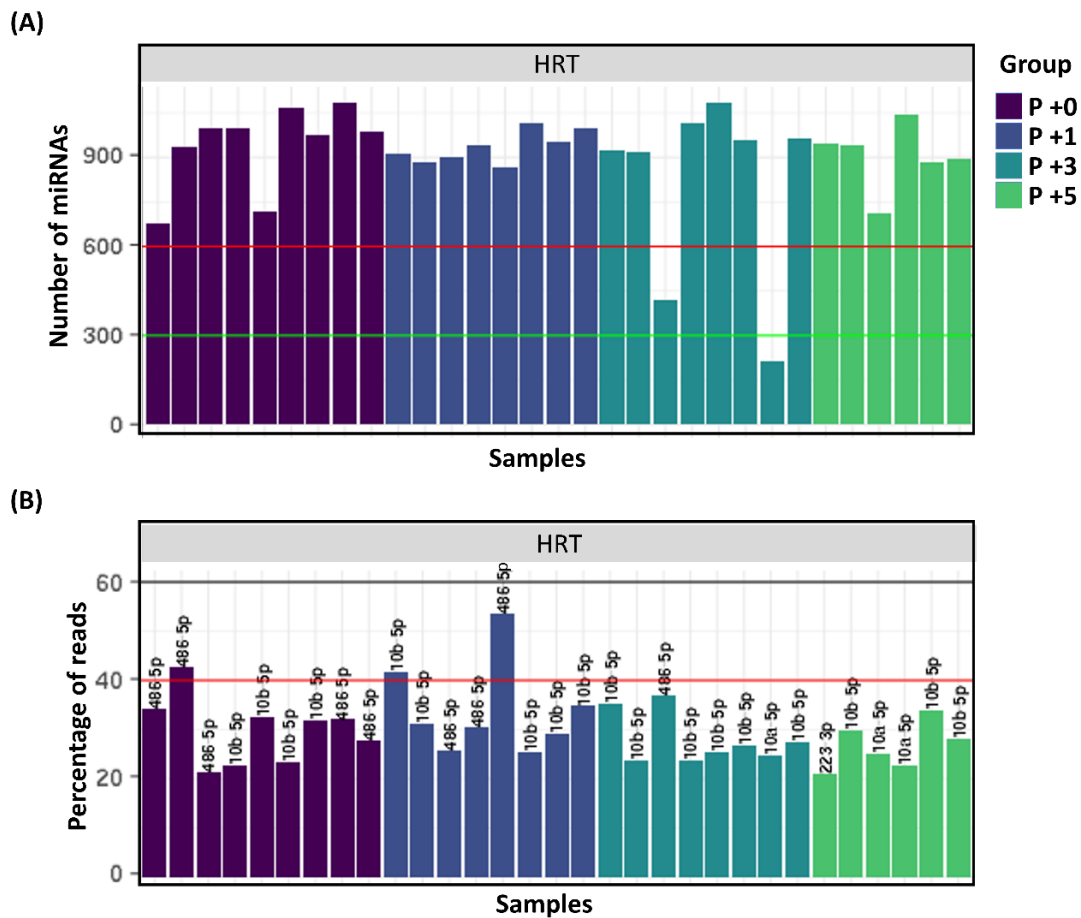 (A)
HRT
Group
P +0
P +1
P +3
P +5
Number of miRNAs
900
600
300
0
Samples
(B)
HRT
Percentage of reads
60
40
20
0
486-5p
486-5p
486-5p
10b-5p
10b-5p
10b-5p
10b-5p
486-5p
486-5p
10b-5p
10b-5p
486-5p
486-5p
486-5p
10b-5p
10b-5p
10b-5p
10b-5p
10b-5p
486-5p
10b-5p
10b-5p
10b-5p
10a-5p
10b-5p
223-3p
10b-5p
10a-5p
10a-5p
10b-5p
10b-5p
Samples